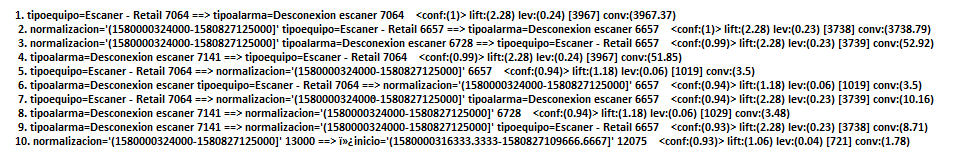 1. tipoequipo=Escaner - Retail 7064 ==> tipoalarma=Desconexion escaner 7064 <conf:(1)> lift:(2.28) lev:(0.24) [3967] conv:(3967.37)
2. normalizacion='(1580000324000-1580827125000]' tipoequipo=Escaner - Retail 6657 ==> tipoalarma=Desconexion escaner 6657 <conf:(1)> lift:(2.28) lev:(0.23) [3738] conv:(3738.79)
3. normalizacion='(1580000324000-1580827125000]' tipoalarma=Desconexion escaner 6728 ==> tipoequipo=Escaner - Retail 6657 <conf:(0.99)> lift:(2.28) lev:(0.23) [3739] conv:(52.92)
4. tipoalarma=Desconexion escaner 7141 ==> tipoequipo=Escaner - Retail 7064 <conf:(0.99)> lift:(2.28) lev:(0.24) [3967] conv:(51.85)
5. tipoequipo=Escaner - Retail 7064 ==> normalizacion='(1580000324000-1580827125000]' 6657 <conf:(0.94)> lift:(1.18) lev:(0.06) [1019] conv:(3.5)
6. tipoalarma=Desconexion escaner tipoequipo=Escaner - Retail 7064 ==> normalizacion='(1580000324000-1580827125000]' 6657 <conf:(0.94)> lift:(1.18) lev:(0.06) [1019] conv:(3.5)
7. tipoequipo=Escaner - Retail 7064 ==> normalizacion='(1580000324000-1580827125000]' tipoalarma=Desconexion escaner 6657 <conf:(0.94)> lift:(2.28) lev:(0.23) [3739] conv:(10.16)
8. tipoalarma=Desconexion escaner 7141 ==> normalizacion='(1580000324000-1580827125000]' 6728 <conf:(0.94)> lift:(1.18) lev:(0.06) [1029] conv:(3.48)
9. tipoalarma=Desconexion escaner 7141 ==> normalizacion='(1580000324000-1580827125000]' tipoequipo=Escaner - Retail 6657 <conf:(0.93)> lift:(2.28) lev:(0.23) [3738] conv:(8.71)
10. normalizacion='(1580000324000-1580827125000]' 13000 ==> ï»¿inicio='(1580000316333.3333-1580827109666.6667]' 12075 <conf:(0.93)> lift:(1.06) lev:(0.04) [721] conv:(1.78)